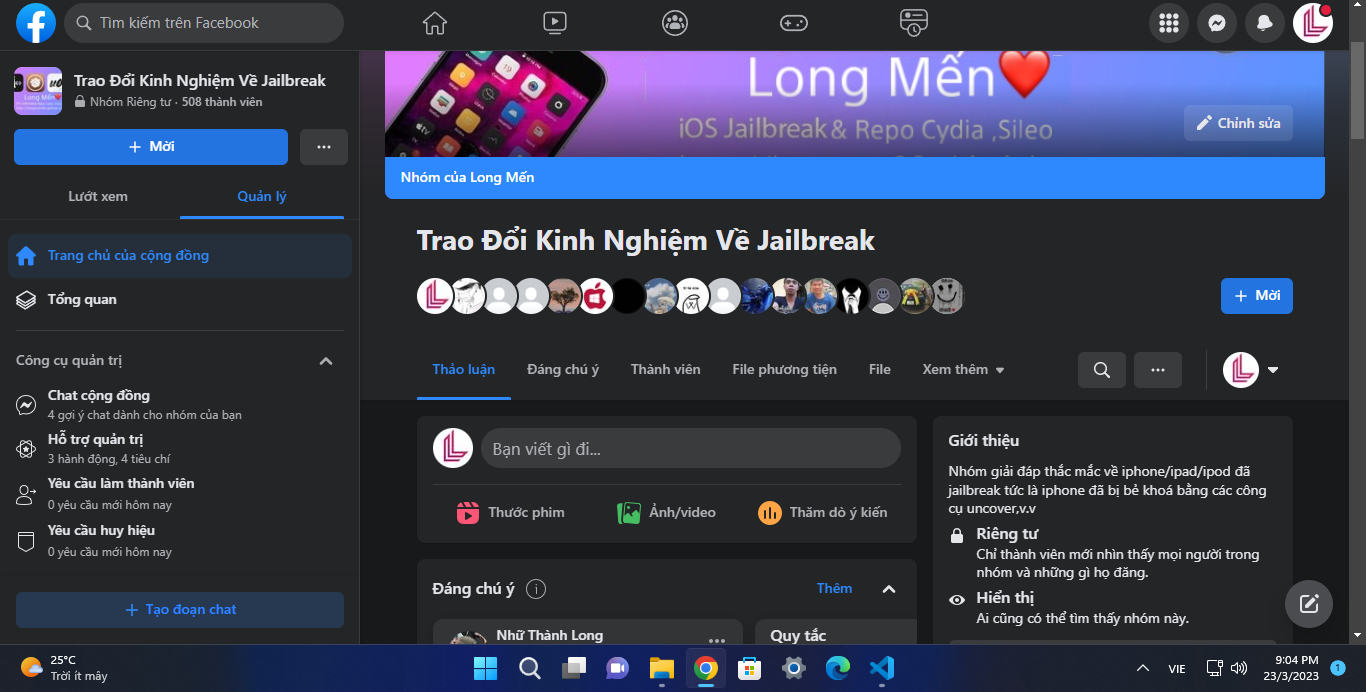 Tìm kiếm trên Facebook
Trao Đổi Kinh Nghiệm Về Jailbreak
Nhóm Riêng tư · 508 thành viên
+ Mời
Lướt xem
Quản lý
Trang chủ của cộng đồng
Tổng quan
Công cụ quản trị
Chat cộng đồng
4 gợi ý chat dành cho nhóm của bạn
Hỗ trợ quản trị
3 hành động, 4 tiêu chí
Yêu cầu làm thành viên
0 yêu cầu mới hôm nay
Yêu cầu huy hiệu
0 yêu cầu mới hôm nay
+ Tạo đoạn chat
Long Mến
iOS Jailbreak & Repo Cydia ,Sileo
Chỉnh sửa
Nhóm của Long Mến
Trao Đổi Kinh Nghiệm Về Jailbreak
+ Mời
Thảo luận
Đáng chú ý
Thành viên
File phương tiện
File
Xem thêm
Bạn viết gì đi...
Thước phim
Ảnh/video
Thăm dò ý kiến
Đáng chú ý
Thêm
Nhữ Thành Long
Quy tắc
Giới thiệu
Nhóm giải đáp thắc mắc về iphone/ipad/ipod đã
jailbreak tức là iphone đã bị bẻ khoá bằng các công
cụ uncover,v.v
Riêng tư
Chỉ thành viên mới nhìn thấy mọi người trong
nhóm và những gì họ đăng.
Hiển thị
Ai cũng có thể tìm thấy nhóm này.
25°C
Trời ít mây
VIE
9:04 PM
23/3/2023
1